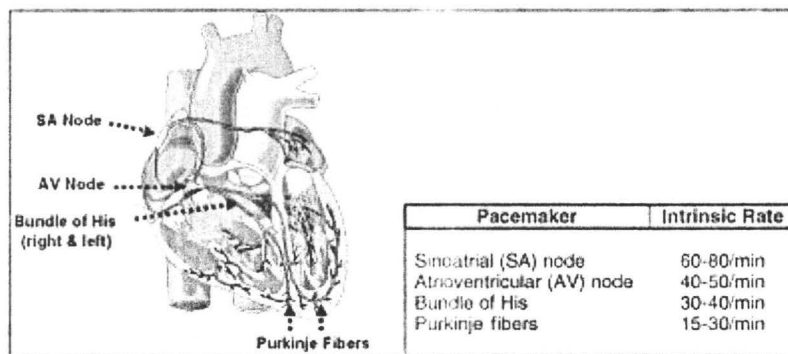 SA Node
AV Node
Bundle of His
(right & left)
Purkinje Fibers
Pacemaker Intrinsic Rate
Sinoatrial (SA) node 60-80/min
Atrioventricular (AV) node 40-50/min
Bundle of His 30-40/min
Purkinje fibers 15-30/min